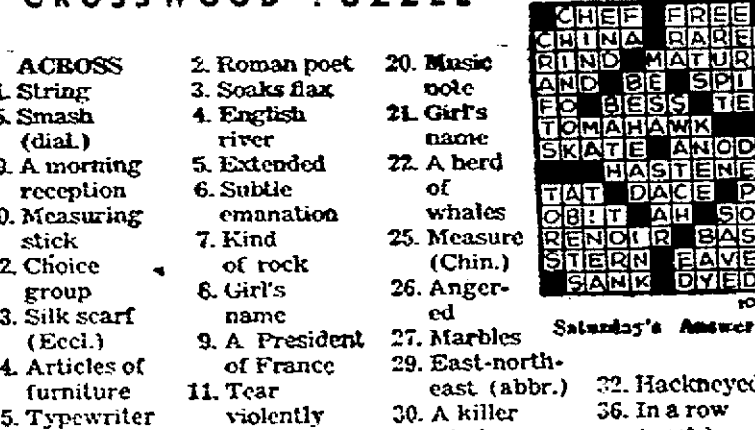 CROSSWORD PUZZLE
ACROSS
1. String
5. Smash
(dial.)
9. A morning
reception
10. Measuring
stick
12. Choice
group
13. Silk scarf
(Eccl.)
14. Articles of
furniture
15. Typewriter
2. Roman poet
3. Soaks flax
4. English
river
5. Extended
6. Subtle
emanation
7. Kind
of rock
8. Girl's
name
9. A President
of France
11. Tear
violently
20. Music
note
21. Girl's
name
22. A herd
of
whales
25. Measure
(Chin.)
26. Anger-
ed
27. Marbles
29. East-north-
east (abbr.)
30. A killer
CHEF FREE
CHINA RARE
RIND MATUR
AND BE SPI
FO BESS TE
TOMAHAWK
SKATE ANOD
HASTENE
TAT DACE
OBIT AH SO
RENOIR BAS
STERN EAVE
SANK DYED
Saturday's Answer
32. Hackneyed
36. In a row